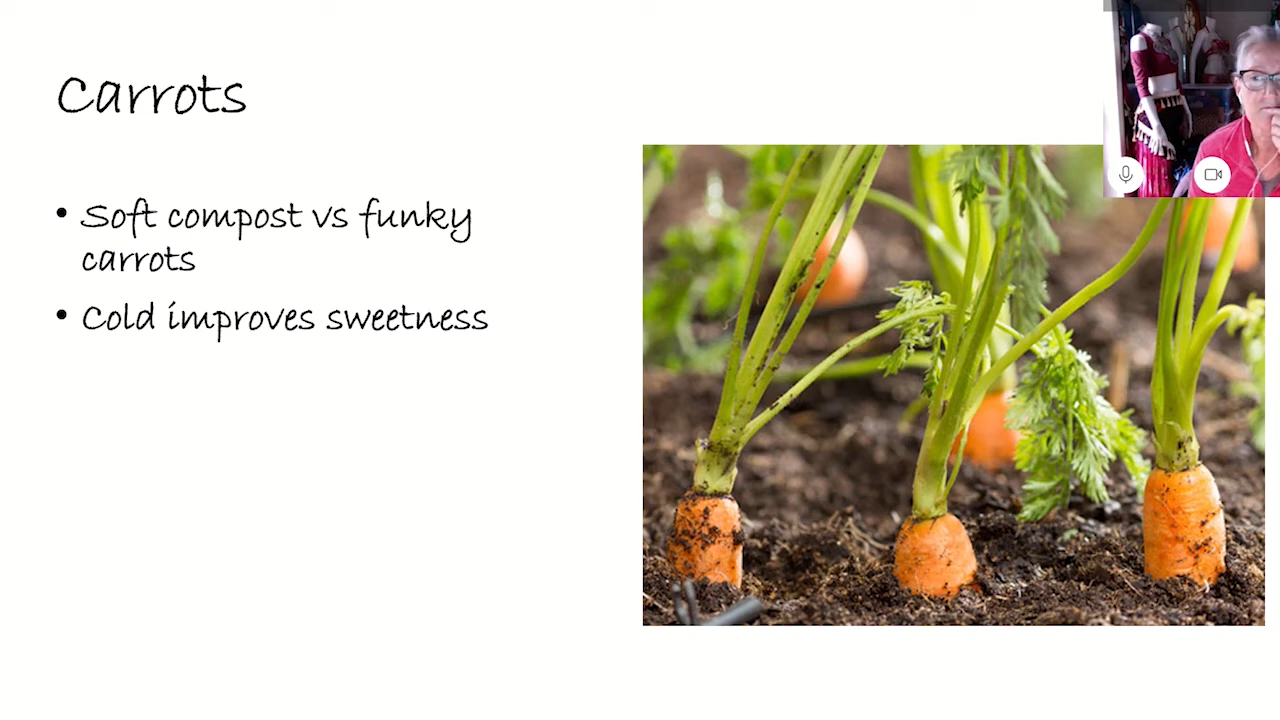 Carrots
• Soft compost vs funky
carrots
• Cold improves sweetness